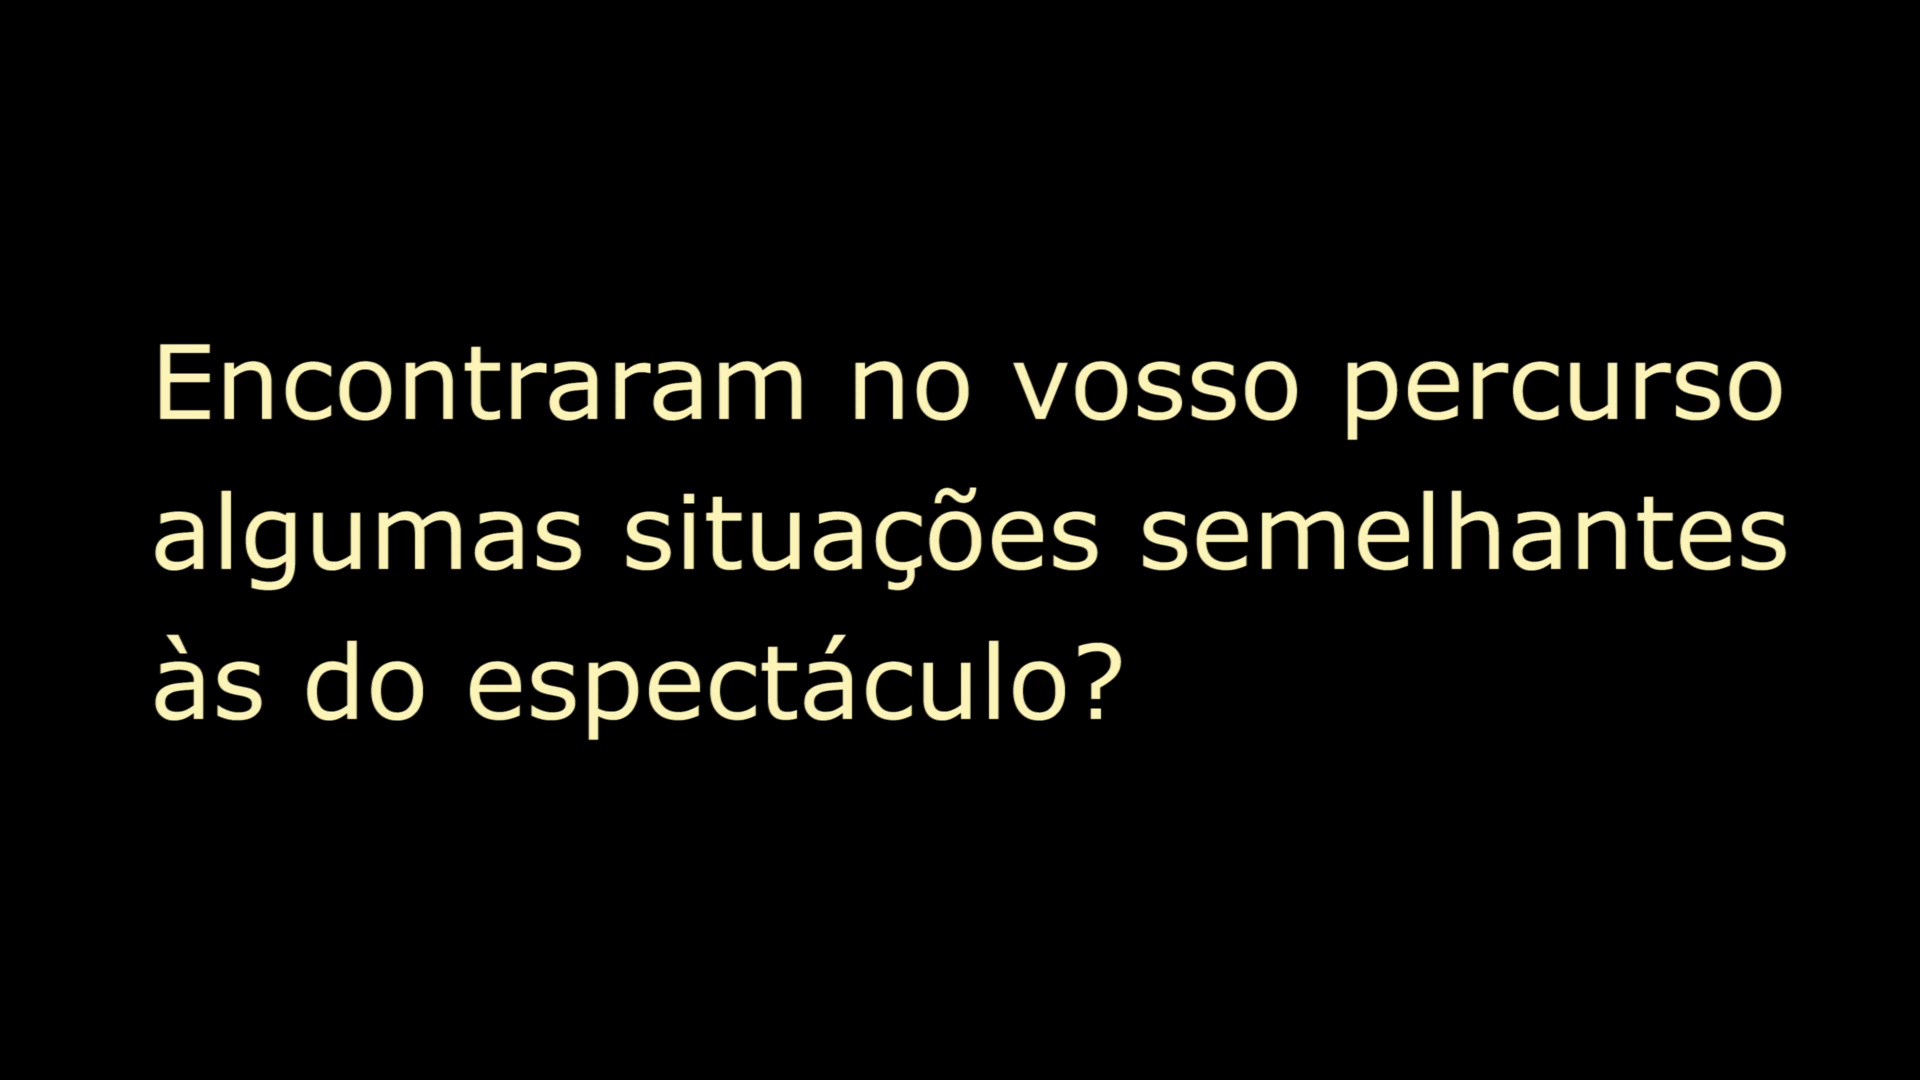 Encontraram no vosso percurso
algumas situações semelhantes
às do espectáculo?